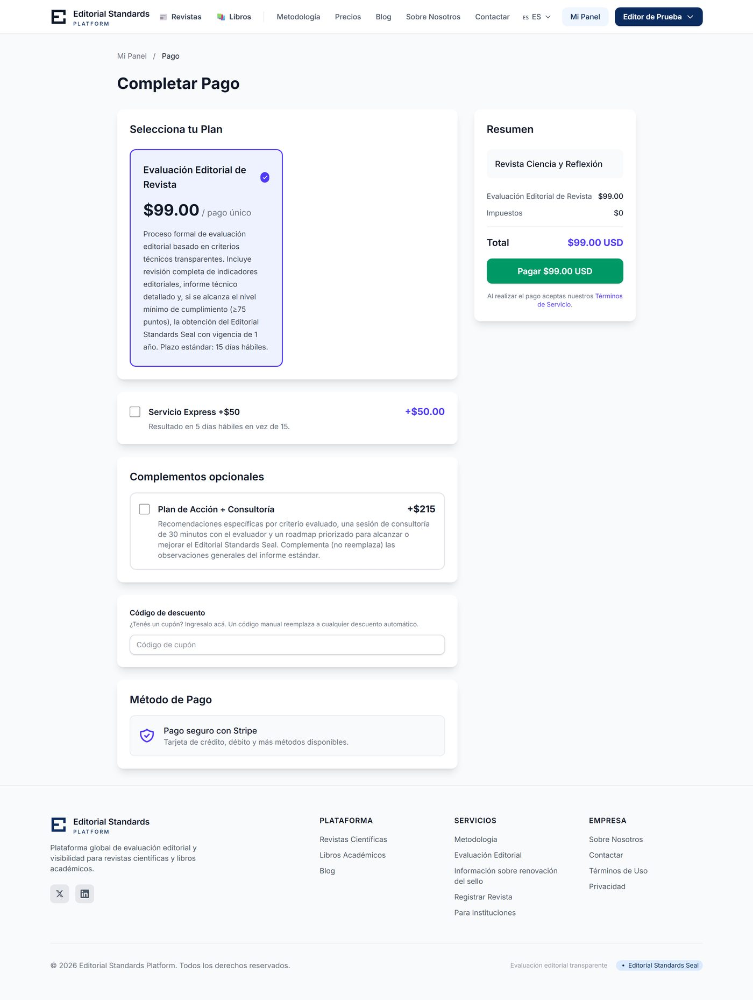 Editorial Standards
PLATFORM
Revistas
Libros
Metodología
Precios
Blog
Sobre Nosotros
Contactar
ES ES
Mi Panel
Editor de Prueba
Mi Panel / Pago
Completar Pago
Selecciona tu Plan
Evaluación Editorial de
Revista
$99.00 / pago único
Proceso formal de evaluación
editorial basado en criterios
técnicos transparentes. Incluye
revisión completa de indicadores
editoriales, informe técnico
detallado y, si se alcanza el nivel
mínimo de cumplimiento (≥75
puntos), la obtención del Editorial
Standards Seal con vigencia de 1
año. Plazo estándar: 15 días hábiles.
Servicio Express +$50
+$50.00
Resultado en 5 días hábiles en vez de 15.
Complementos opcionales
Plan de Acción + Consultoría
+$215
Recomendaciones específicas por criterio evaluado, una sesión de consultoría
de 30 minutos con el evaluador y un roadmap priorizado para alcanzar o
mejorar el Editorial Standards Seal. Complementa (no reemplaza) las
observaciones generales del informe estándar.
Código de descuento
¿Tenés un cupón? Ingresalo acá. Un código manual reemplaza a cualquier descuento automático.
Código de cupón
Método de Pago
Pago seguro con Stripe
Tarjeta de crédito, débito y más métodos disponibles.
Resumen
Revista Ciencia y Reflexión
Evaluación Editorial de Revista $99.00
Impuestos $0
Total $99.00 USD
Pagar $99.00 USD
Al realizar el pago aceptas nuestros Términos
de Servicio.
Editorial Standards
PLATFORM
Plataforma global de evaluación editorial y
visibilidad para revistas científicas y libros
académicos.
PLATAFORMA
Revistas Científicas
Libros Académicos
Blog
SERVICIOS
Metodología
Evaluación Editorial
Información sobre renovación
del sello
Registrar Revista
Para Instituciones
EMPRESA
Sobre Nosotros
Contactar
Términos de Uso
Privacidad
© 2026 Editorial Standards Platform. Todos los derechos reservados.
Evaluación editorial transparente
• Editorial Standards Seal